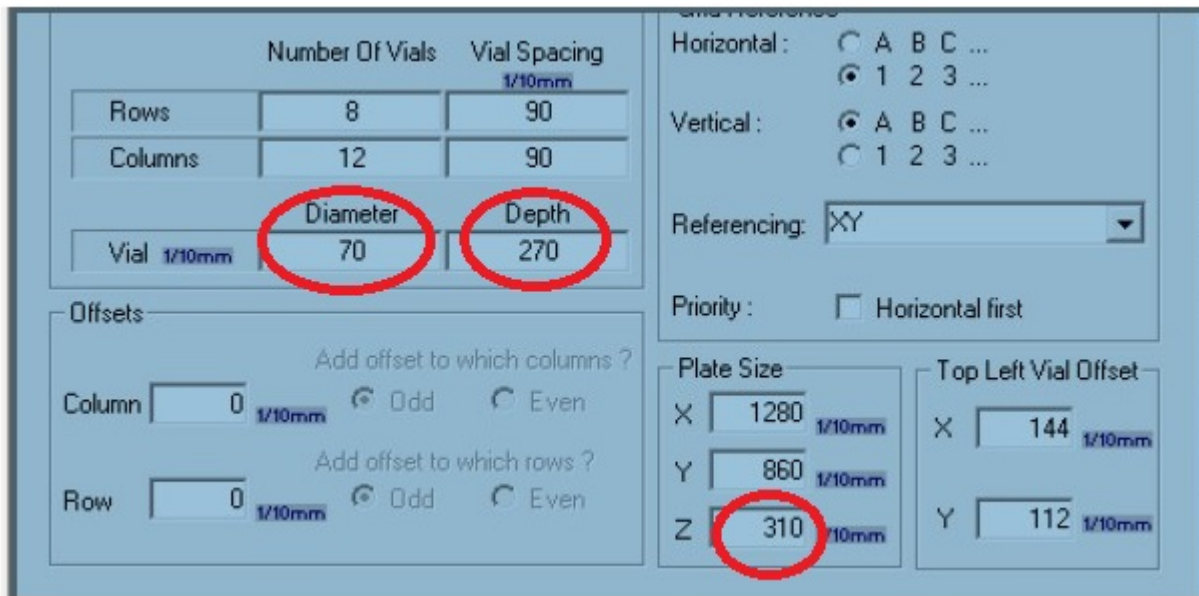 Number Of Vials Vial Spacing
1/10mm
Rows 8 90
Columns 12 90
Diameter Depth
Vial 1/10mm 70 270
Offsets
Add offset to which columns ?
Column 0 1/10mm Odd Even
Add offset to which rows ?
Row 0 1/10mm Odd Even
Horizontal : A B C ...
1 2 3 ...
Vertical : A B C ...
1 2 3 ...
Referencing: XY
Priority : Horizontal first
Plate Size
X 1280 1/10mm
Y 860 1/10mm
Z 310 1/10mm
Top Left Vial Offset
X 144 1/10mm
Y 112 1/10mm